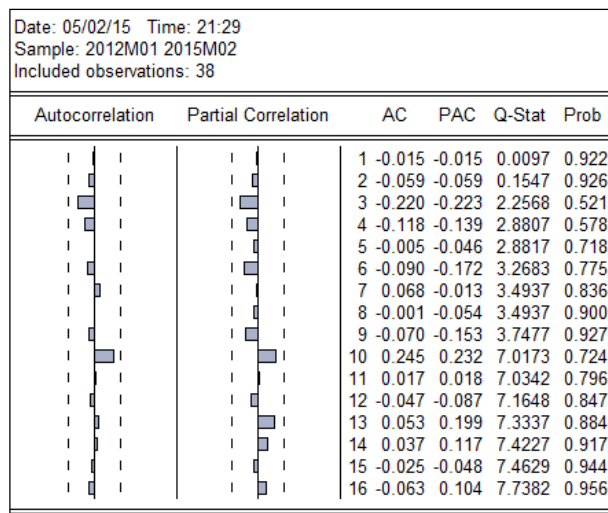 Date: 05/02/15 Time: 21:29
Sample: 2012M01 2015M02
Included observations: 38
Autocorrelation Partial Correlation AC PAC Q-Stat Prob
1 -0.015 -0.015 0.0097 0.922
2 -0.059 -0.059 0.1547 0.926
3 -0.220 -0.223 2.2568 0.521
4 -0.118 -0.139 2.8807 0.578
5 -0.005 -0.046 2.8817 0.718
6 -0.090 -0.172 3.2683 0.775
7 0.068 -0.013 3.4937 0.836
8 -0.001 -0.054 3.4937 0.900
9 -0.070 -0.153 3.7477 0.927
10 0.245 0.232 7.0173 0.724
11 0.017 0.018 7.0342 0.796
12 -0.047 -0.087 7.1648 0.847
13 0.053 0.199 7.3337 0.884
14 0.037 0.117 7.4227 0.917
15 -0.025 -0.048 7.4629 0.944
16 -0.063 0.104 7.7382 0.956